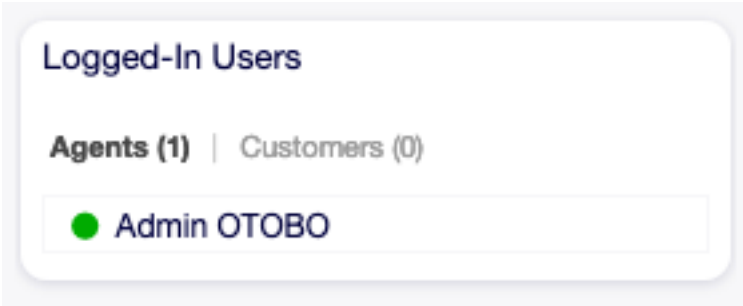 Logged-In Users
Agents (1) | Customers (0)
Admin OTOBO